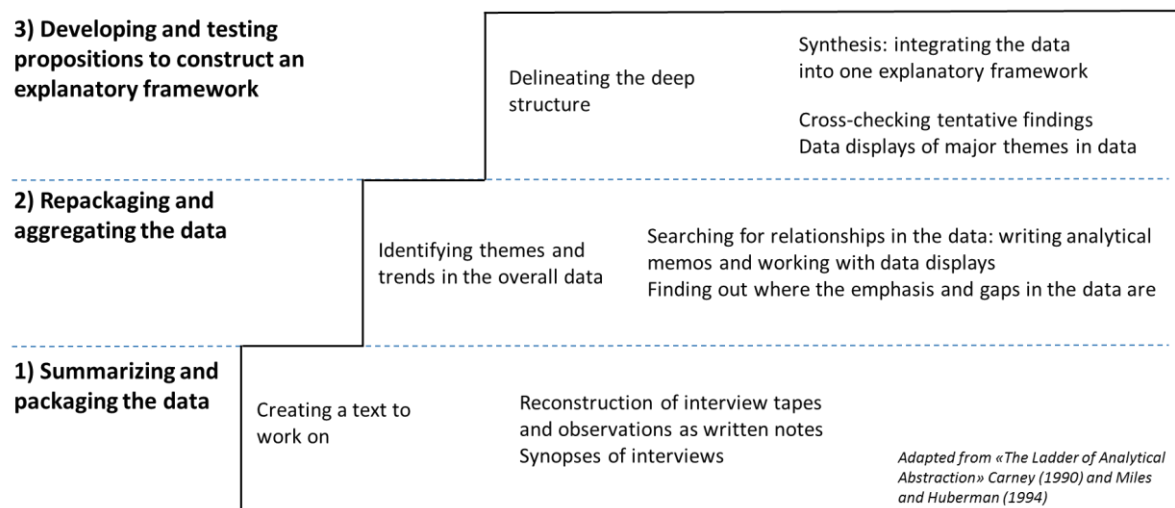 3) Developing and testing
propositions to construct an
explanatory framework
Delineating the deep
structure
Synthesis: integrating the data
into one explanatory framework
Cross-checking tentative findings
Data displays of major themes in data
2) Repackaging and
aggregating the data
Identifying themes and
trends in the overall data
Searching for relationships in the data: writing analytical
memos and working with data displays
Finding out where the emphasis and gaps in the data are
1) Summarizing and
packaging the data
Creating a text to
work on
Reconstruction of interview tapes
and observations as written notes
Synopses of interviews
Adapted from «The Ladder of Analytical
Abstraction» Carney (1990) and Miles
and Huberman (1994)